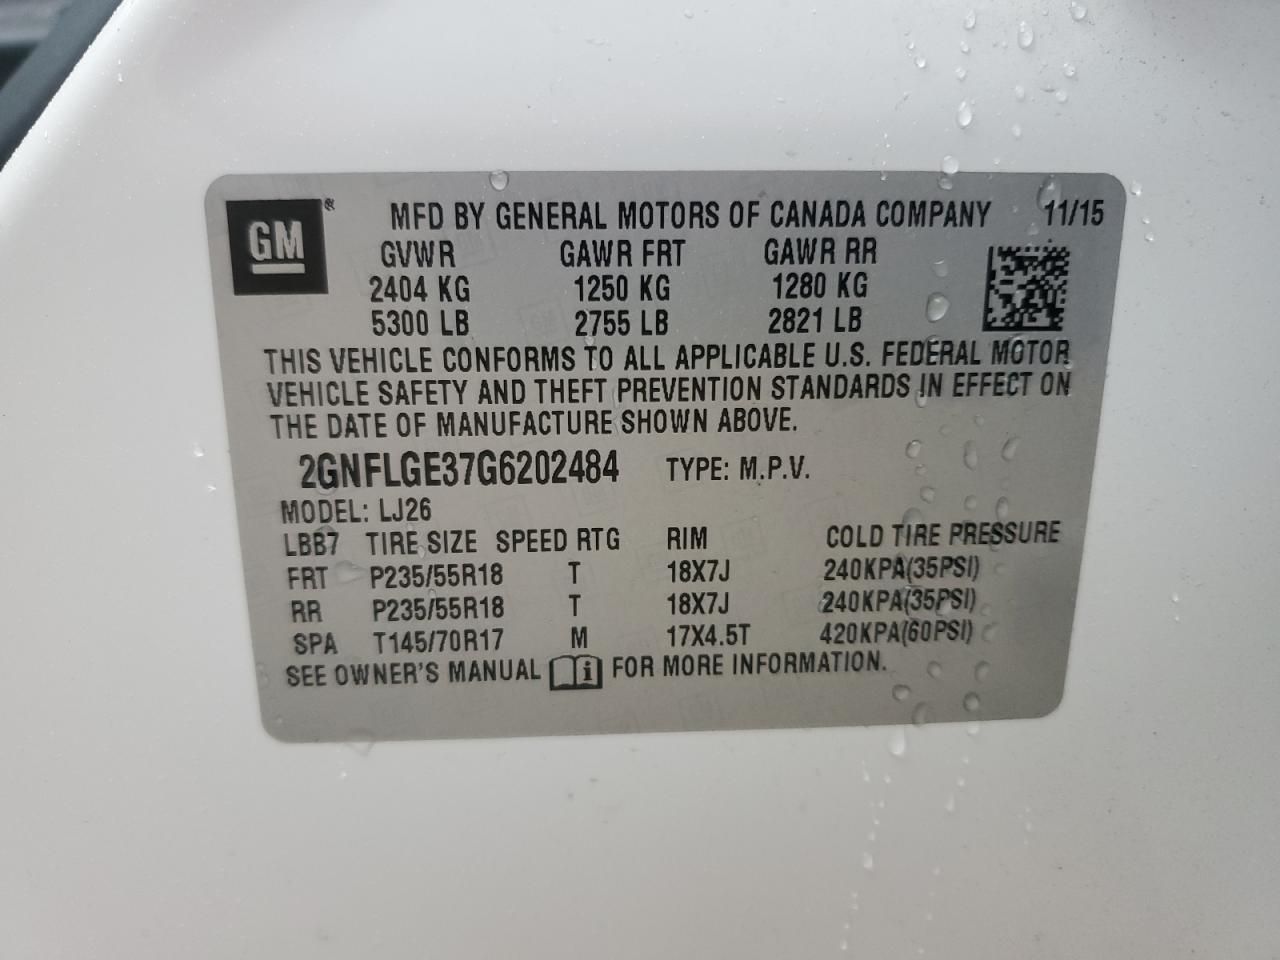 GM® MFD BY GENERAL MOTORS OF CANADA COMPANY 11/15
GVWR GAWR FRT GAWR RR
2404 KG 1250 KG 1280 KG
5300 LB 2755 LB 2821 LB
THIS VEHICLE CONFORMS TO ALL APPLICABLE U.S. FEDERAL MOTOR
VEHICLE SAFETY AND THEFT PREVENTION STANDARDS IN EFFECT ON
THE DATE OF MANUFACTURE SHOWN ABOVE.
2GNFLGE37G6202484 TYPE: M.P.V.
MODEL: LJ26
LBB7 TIRE SIZE SPEED RTG RIM COLD TIRE PRESSURE
FRT P235/55R18 T 18X7J 240KPA(35PSI)
RR P235/55R18 T 18X7J 240KPA(35PSI)
SPA T145/70R17 M 17X4.5T 420KPA(60PSI)
SEE OWNER'S MANUAL i FOR MORE INFORMATION.